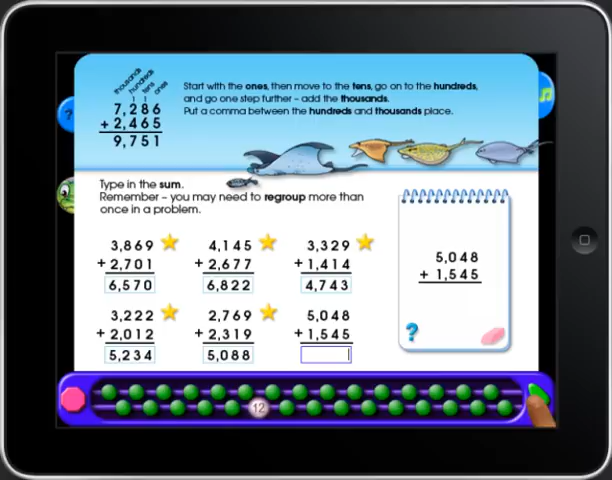 thousands
hundreds
tens
ones
1 1
7,286
+ 2,465
9,751
Start with the ones, then move to the tens, go on to the hundreds,
and go one step further – add the thousands.
Put a comma between the hundreds and thousands place.
?
Type in the sum.
Remember – you may need to regroup more than
once in a problem.
3,869
+ 2,701
6,570
4,145
+ 2,677
6,822
3,329
+ 1,414
4,743
5,048
+ 1,545
?
3,222
+ 2,012
5,234
2,769
+ 2,319
5,088
5,048
+ 1,545
12